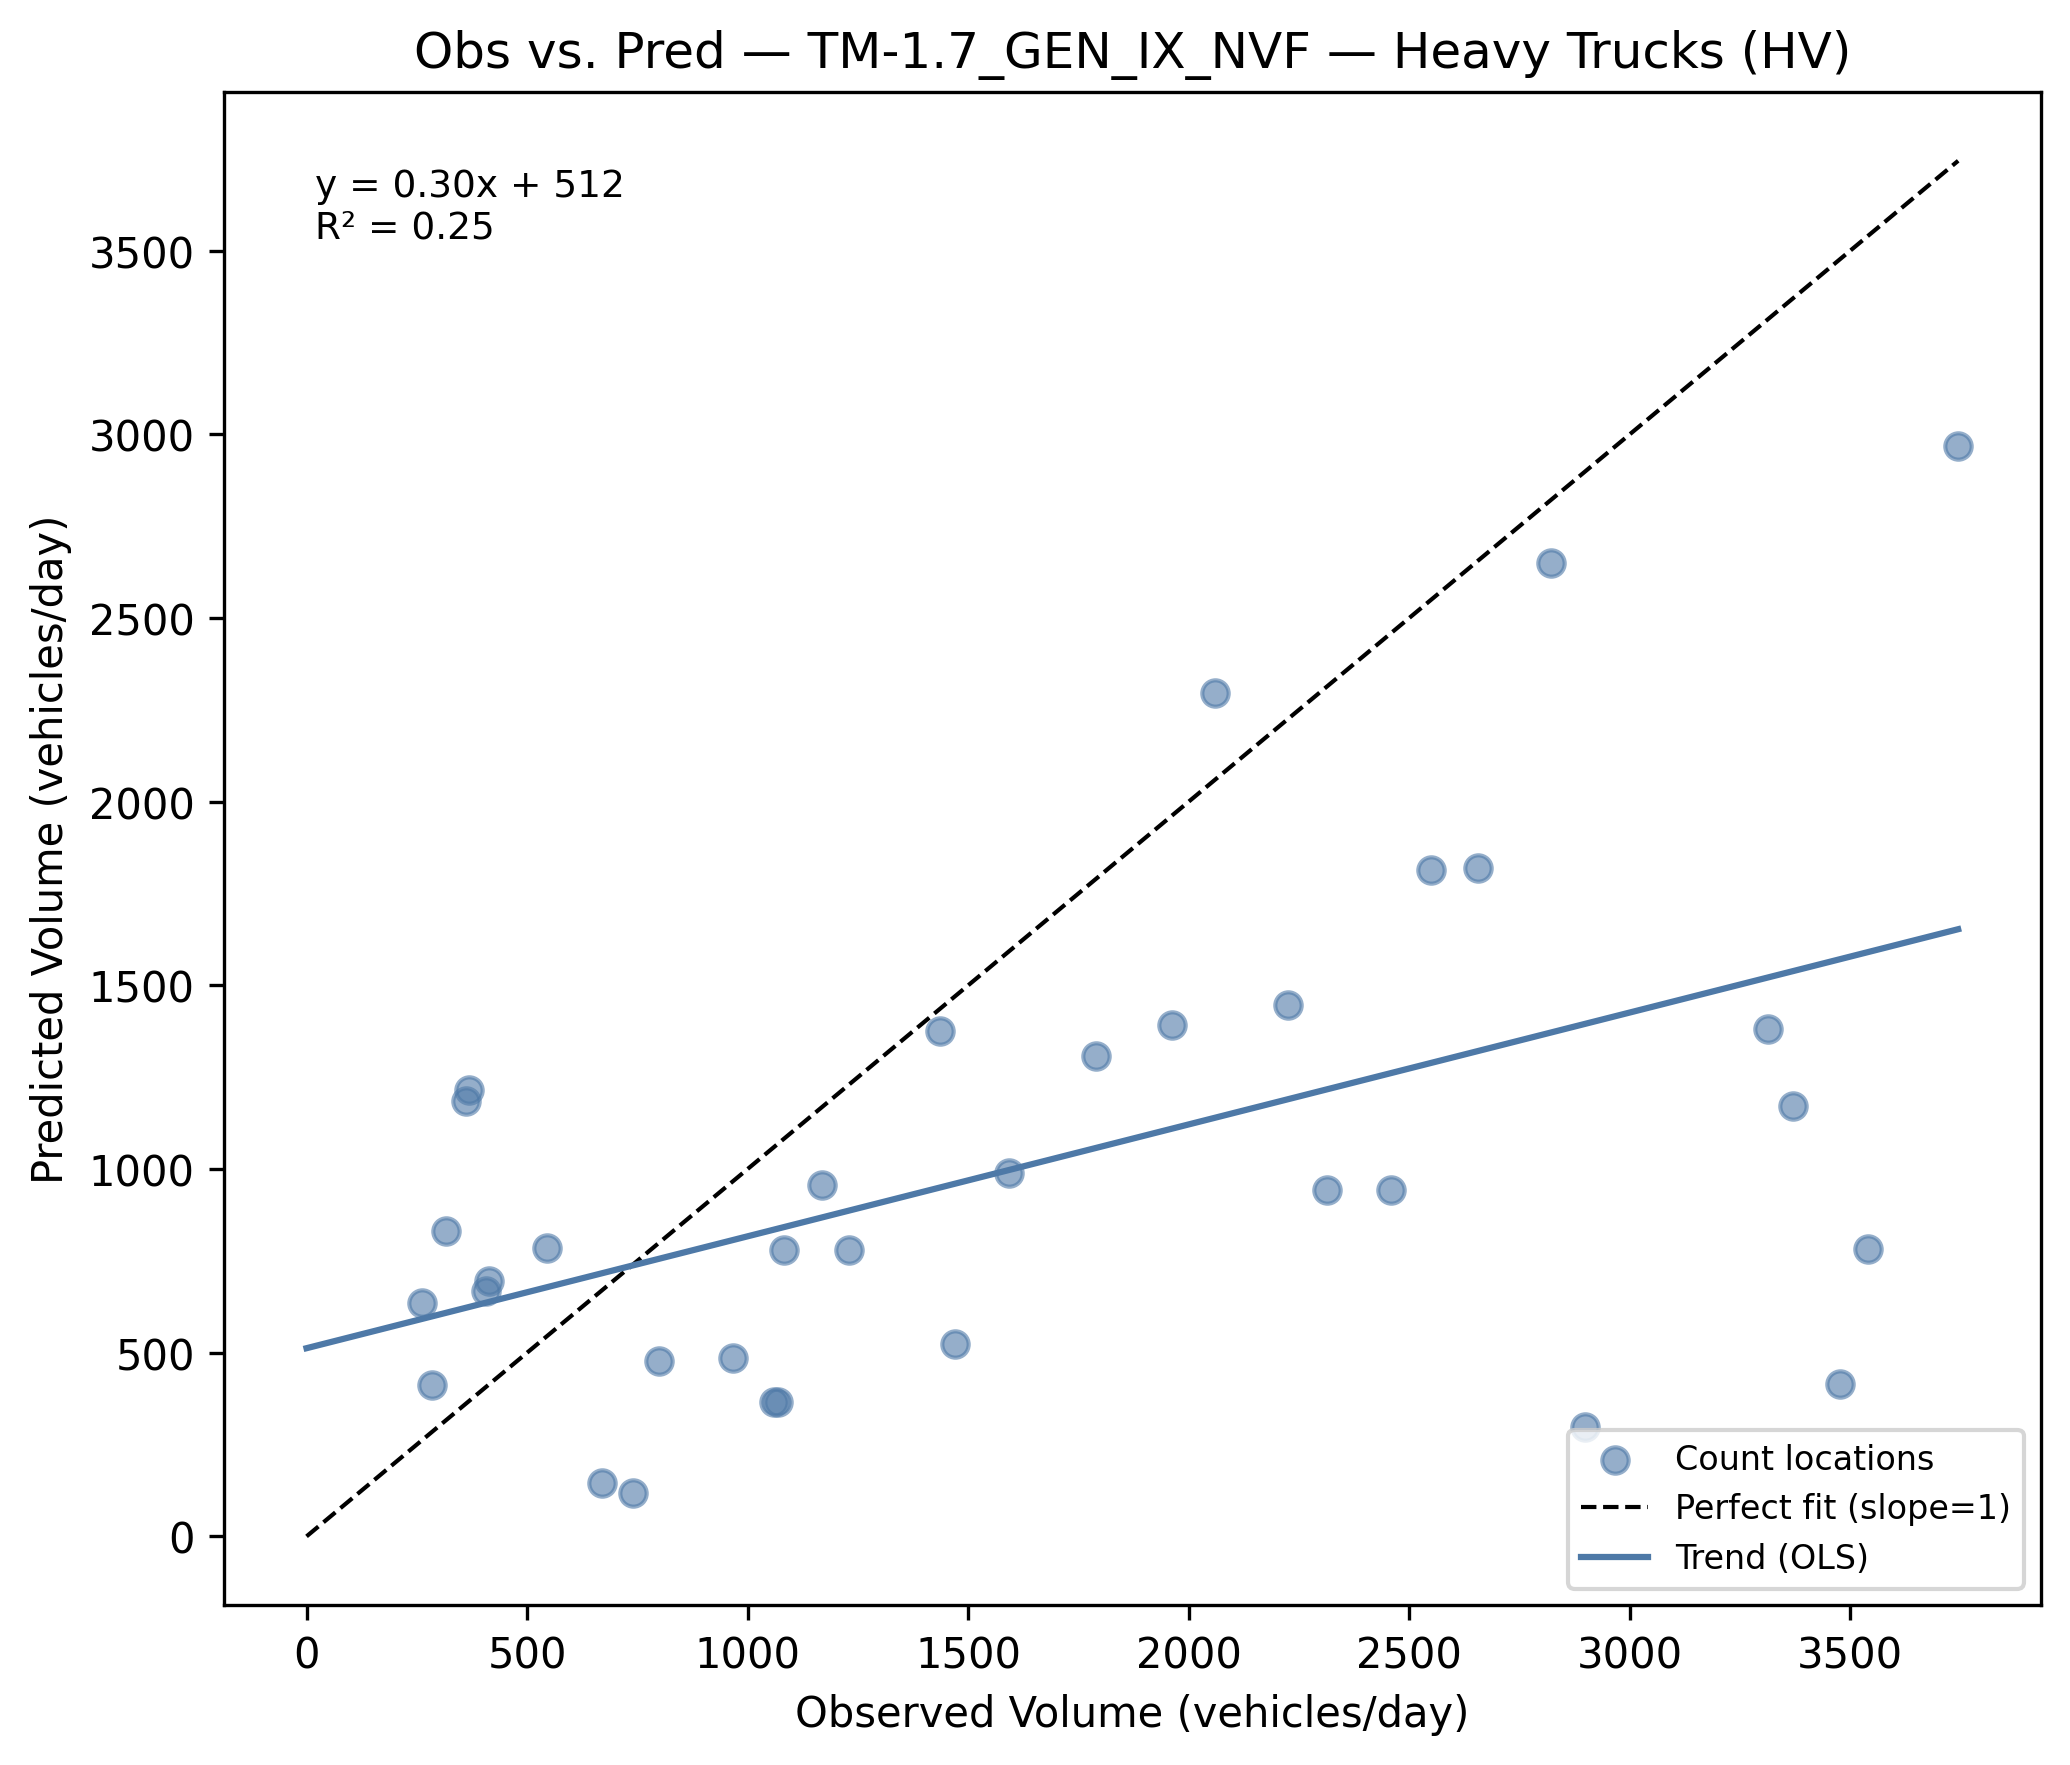 Obs vs. Pred — TM-1.7_GEN_IX_NVF — Heavy Trucks (HV)
y = 0.30x + 512
R² = 0.25
Predicted Volume (vehicles/day)
3500
3000
2500
2000
1500
1000
500
0
Count locations
Perfect fit (slope=1)
Trend (OLS)
0 500 1000 1500 2000 2500 3000 3500
Observed Volume (vehicles/day)